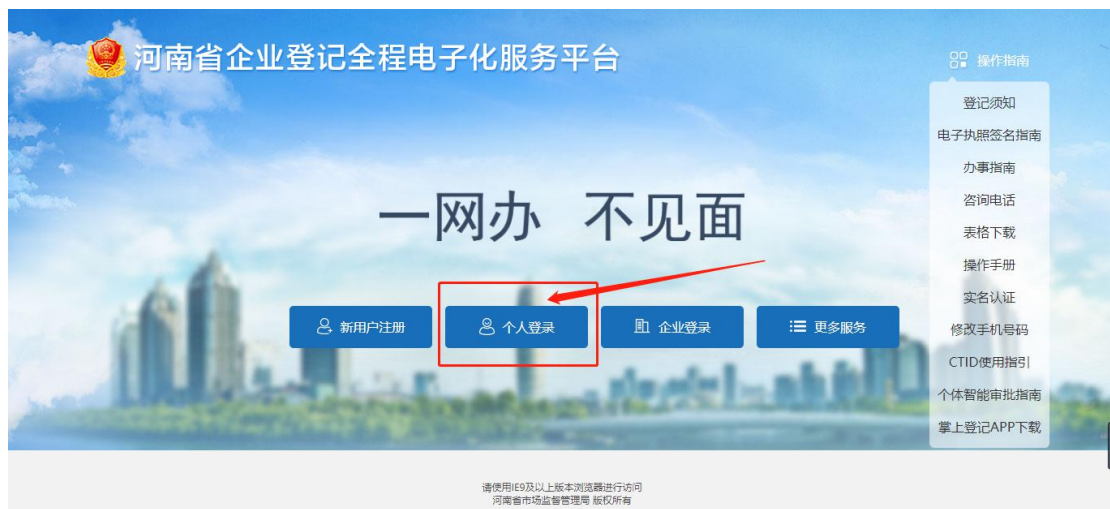 河南省企业登记全程电子化服务平台
操作指南
登记须知
电子执照签名指南
办事指南
咨询电话
表格下载
操作手册
实名认证
修改手机号码
CTID使用指引
个体智能审批指南
掌上登记APP下载
一网办 不见面
新用户注册
个人登录
企业登录
更多服务
请使用IE9及以上版本浏览器进行访问
河南省市场监督管理局 版权所有